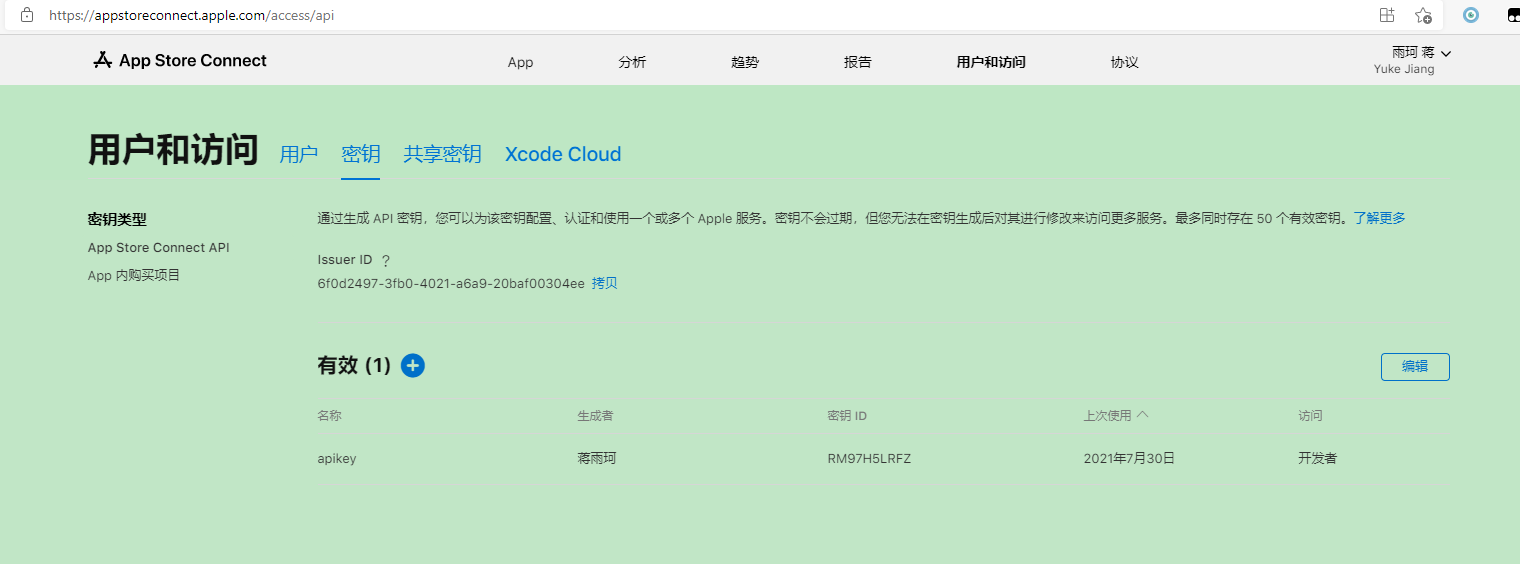 https://appstoreconnect.apple.com/access/api
App Store Connect App 分析 趋势 报告 用户和访问 协议 雨珂 蒋
Yuke Jiang
用户和访问 用户 密钥 共享密钥 Xcode Cloud
密钥类型
App Store Connect API
App 内购买项目
通过生成 API 密钥，您可以为该密钥配置、认证和使用一个或多个 Apple 服务。密钥不会过期，但您无法在密钥生成后对其进行修改来访问更多服务。最多同时存在 50 个有效密钥。了解更多
Issuer ID ?
6f0d2497-3fb0-4021-a6a9-20baf00304ee 拷贝
有效 (1) 编辑
名称 生成者 密钥 ID 上次使用 访问
apikey 蒋雨珂 RM97H5LRFZ 2021年7月30日 开发者